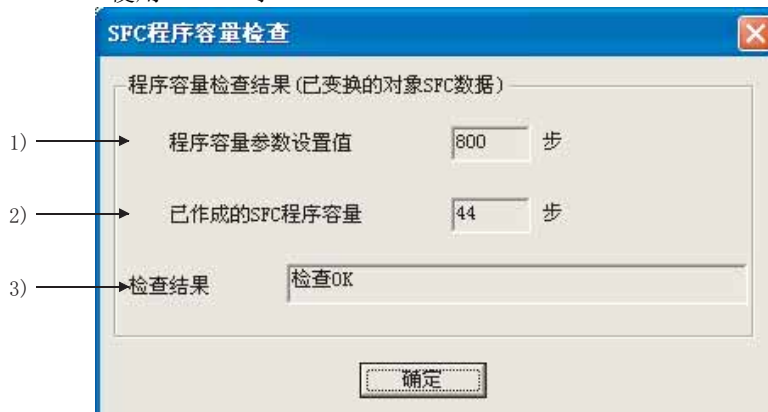 SFC程序容量检查
程序容量检查结果(已变换的对象SFC数据)
1) 程序容量参数设置值 800 步
2) 已作成的SFC程序容量 44 步
3) 检查结果 检查OK
确定